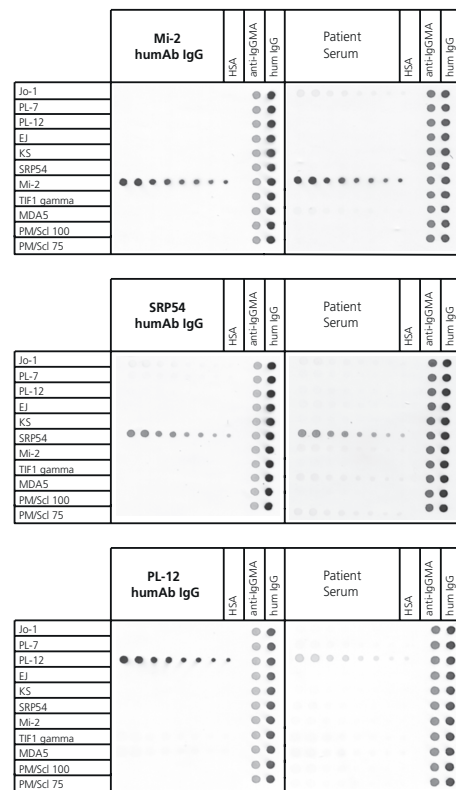 Mi-2
humAb IgG
HSA
anti-IgGMA
hum IgG
Patient
Serum
HSA
anti-IgGMA
hum IgG
Jo-1
PL-7
PL-12
EJ
KS
SRP54
Mi-2
TIF1 gamma
MDA5
PM/Scl 100
PM/Scl 75
SRP54
humAb IgG
HSA
anti-IgGMA
hum IgG
Patient
Serum
HSA
anti-IgGMA
hum IgG
Jo-1
PL-7
PL-12
EJ
KS
SRP54
Mi-2
TIF1 gamma
MDA5
PM/Scl 100
PM/Scl 75
PL-12
humAb IgG
HSA
anti-IgGMA
hum IgG
Patient
Serum
HSA
anti-IgGMA
hum IgG
Jo-1
PL-7
PL-12
EJ
KS
SRP54
Mi-2
TIF1 gamma
MDA5
PM/Scl 100
PM/Scl 75